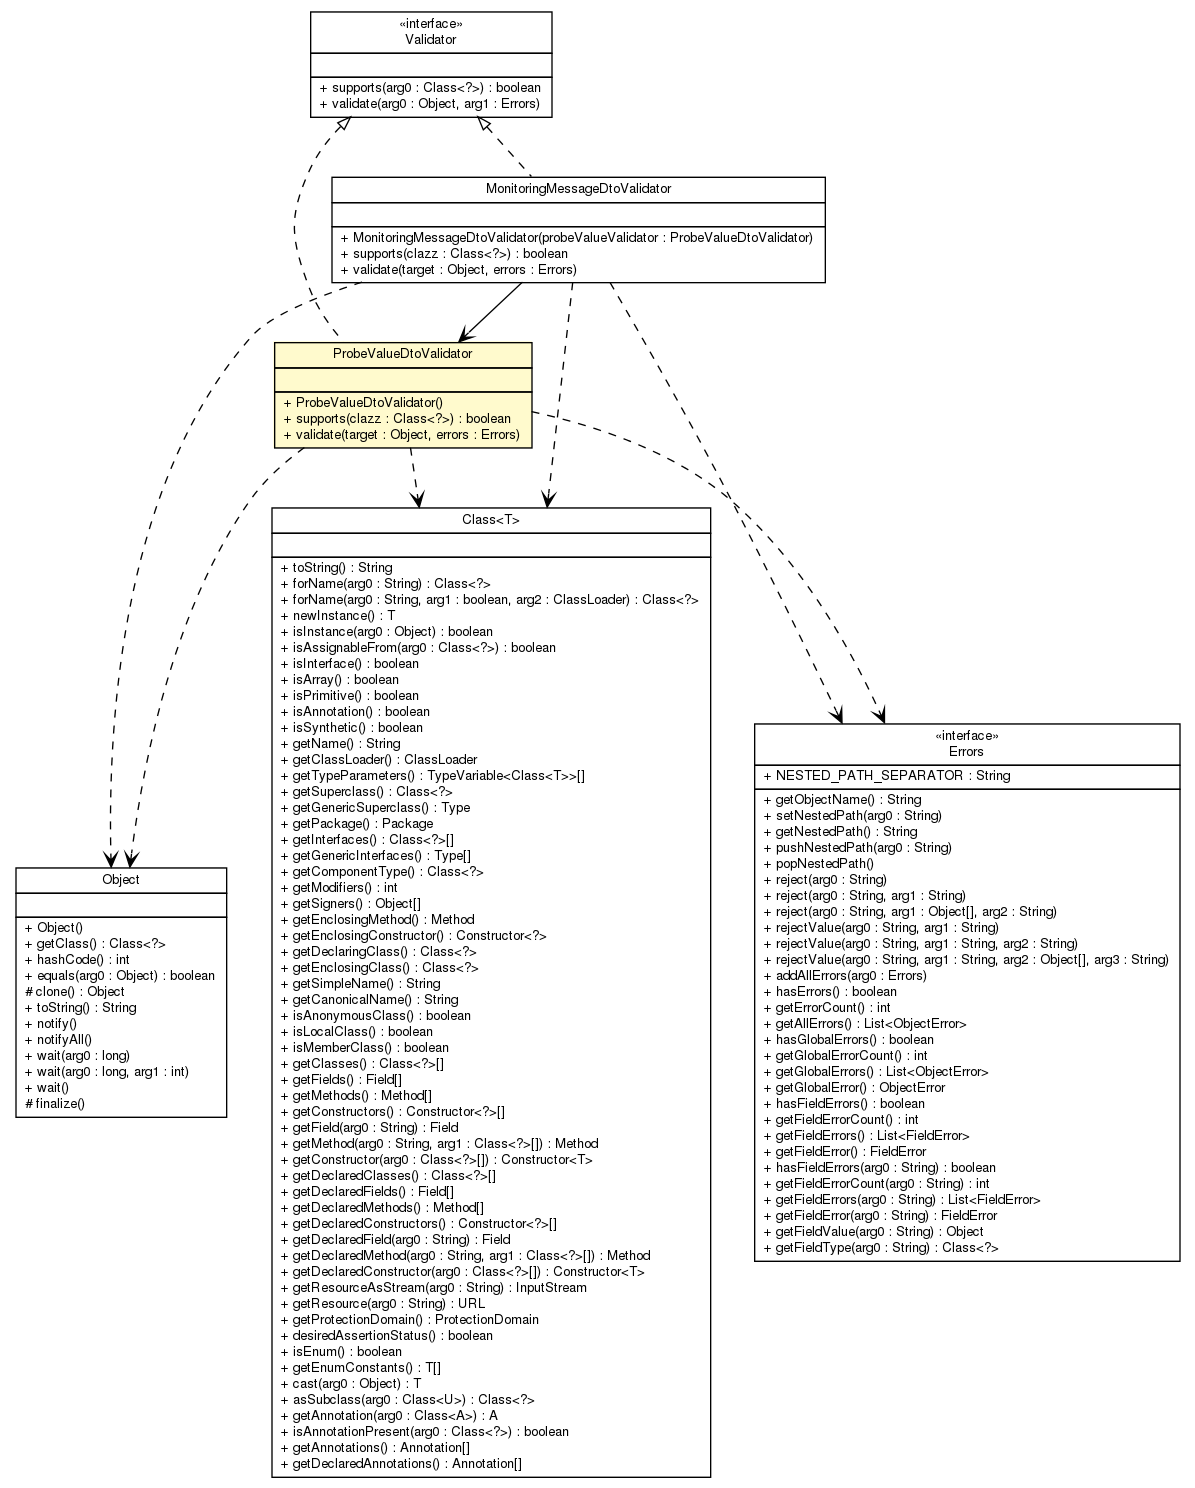 «interface»
Validator
+ supports(arg0 : Class<?>) : boolean
+ validate(arg0 : Object, arg1 : Errors)
MonitoringMessageDtoValidator
+ MonitoringMessageDtoValidator(probeValueValidator : ProbeValueDtoValidator)
+ supports(clazz : Class<?>) : boolean
+ validate(target : Object, errors : Errors)
ProbeValueDtoValidator
+ ProbeValueDtoValidator()
+ supports(clazz : Class<?>) : boolean
+ validate(target : Object, errors : Errors)
Class<T>
+ toString() : String
+ forName(arg0 : String) : Class<?>
+ forName(arg0 : String, arg1 : boolean, arg2 : ClassLoader) : Class<?>
+ newInstance() : T
+ isInstance(arg0 : Object) : boolean
+ isAssignableFrom(arg0 : Class<?>) : boolean
+ isInterface() : boolean
+ isArray() : boolean
+ isPrimitive() : boolean
+ isAnnotation() : boolean
+ isSynthetic() : boolean
+ getName() : String
+ getClassLoader() : ClassLoader
+ getTypeParameters() : TypeVariable<Class<T>>[]
+ getSuperclass() : Class<?>
+ getGenericSuperclass() : Type
+ getPackage() : Package
+ getInterfaces() : Class<?>[]
+ getGenericInterfaces() : Type[]
+ getComponentType() : Class<?>
+ getModifiers() : int
+ getSigners() : Object[]
+ getEnclosingMethod() : Method
+ getEnclosingConstructor() : Constructor<?>
+ getDeclaringClass() : Class<?>
+ getEnclosingClass() : Class<?>
+ getSimpleName() : String
+ getCanonicalName() : String
+ isAnonymousClass() : boolean
+ isLocalClass() : boolean
+ isMemberClass() : boolean
+ getClasses() : Class<?>[]
+ getFields() : Field[]
+ getMethods() : Method[]
+ getConstructors() : Constructor<?>[]
+ getField(arg0 : String) : Field
+ getMethod(arg0 : String, arg1 : Class<?>[]) : Method
+ getConstructor(arg0 : Class<?>[]) : Constructor<T>
+ getDeclaredClasses() : Class<?>[]
+ getDeclaredFields() : Field[]
+ getDeclaredMethods() : Method[]
+ getDeclaredConstructors() : Constructor<?>[]
+ getDeclaredField(arg0 : String) : Field
+ getDeclaredMethod(arg0 : String, arg1 : Class<?>[]) : Method
+ getDeclaredConstructor(arg0 : Class<?>[]) : Constructor<T>
+ getResourceAsStream(arg0 : String) : InputStream
+ getResource(arg0 : String) : URL
+ getProtectionDomain() : ProtectionDomain
+ desiredAssertionStatus() : boolean
+ isEnum() : boolean
+ getEnumConstants() : T[]
+ cast(arg0 : Object) : T
+ asSubclass(arg0 : Class<U>) : Class<?>
+ getAnnotation(arg0 : Class<A>) : A
+ isAnnotationPresent(arg0 : Class<?>) : boolean
+ getAnnotations() : Annotation[]
+ getDeclaredAnnotations() : Annotation[]
«interface»
Errors
+ NESTED_PATH_SEPARATOR : String
+ getObjectName() : String
+ setNestedPath(arg0 : String)
+ getNestedPath() : String
+ pushNestedPath(arg0 : String)
+ popNestedPath()
+ reject(arg0 : String)
+ reject(arg0 : String, arg1 : String)
+ reject(arg0 : String, arg1 : Object[], arg2 : String)
+ rejectValue(arg0 : String, arg1 : String)
+ rejectValue(arg0 : String, arg1 : String, arg2 : String)
+ rejectValue(arg0 : String, arg1 : String, arg2 : Object[], arg3 : String)
+ addAllErrors(arg0 : Errors)
+ hasErrors() : boolean
+ getErrorCount() : int
+ getAllErrors() : List<ObjectError>
+ hasGlobalErrors() : boolean
+ getGlobalErrorCount() : int
+ getGlobalErrors() : List<ObjectError>
+ getGlobalError() : ObjectError
+ hasFieldErrors() : boolean
+ getFieldErrorCount() : int
+ getFieldErrors() : List<FieldError>
+ getFieldError() : FieldError
+ hasFieldErrors(arg0 : String) : boolean
+ getFieldErrorCount(arg0 : String) : int
+ getFieldErrors(arg0 : String) : List<FieldError>
+ getFieldError(arg0 : String) : FieldError
+ getFieldValue(arg0 : String) : Object
+ getFieldType(arg0 : String) : Class<?>
Object
+ Object()
+ getClass() : Class<?>
+ hashCode() : int
+ equals(arg0 : Object) : boolean
# clone() : Object
+ toString() : String
+ notify()
+ notifyAll()
+ wait(arg0 : long)
+ wait(arg0 : long, arg1 : int)
+ wait()
# finalize()